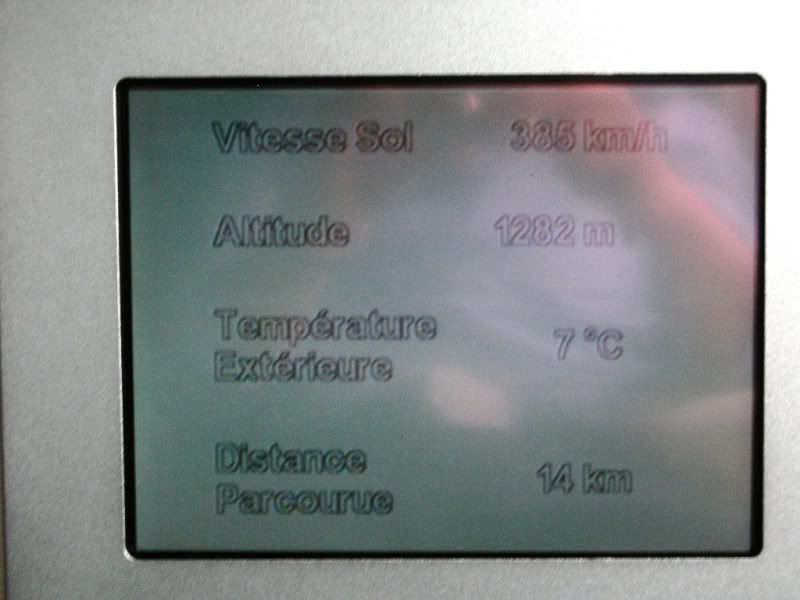 Vitesse Sol 385 km/h
Altitude 1282 m
Température
Extérieure 7 °C
Distance
Parcourue 14 km